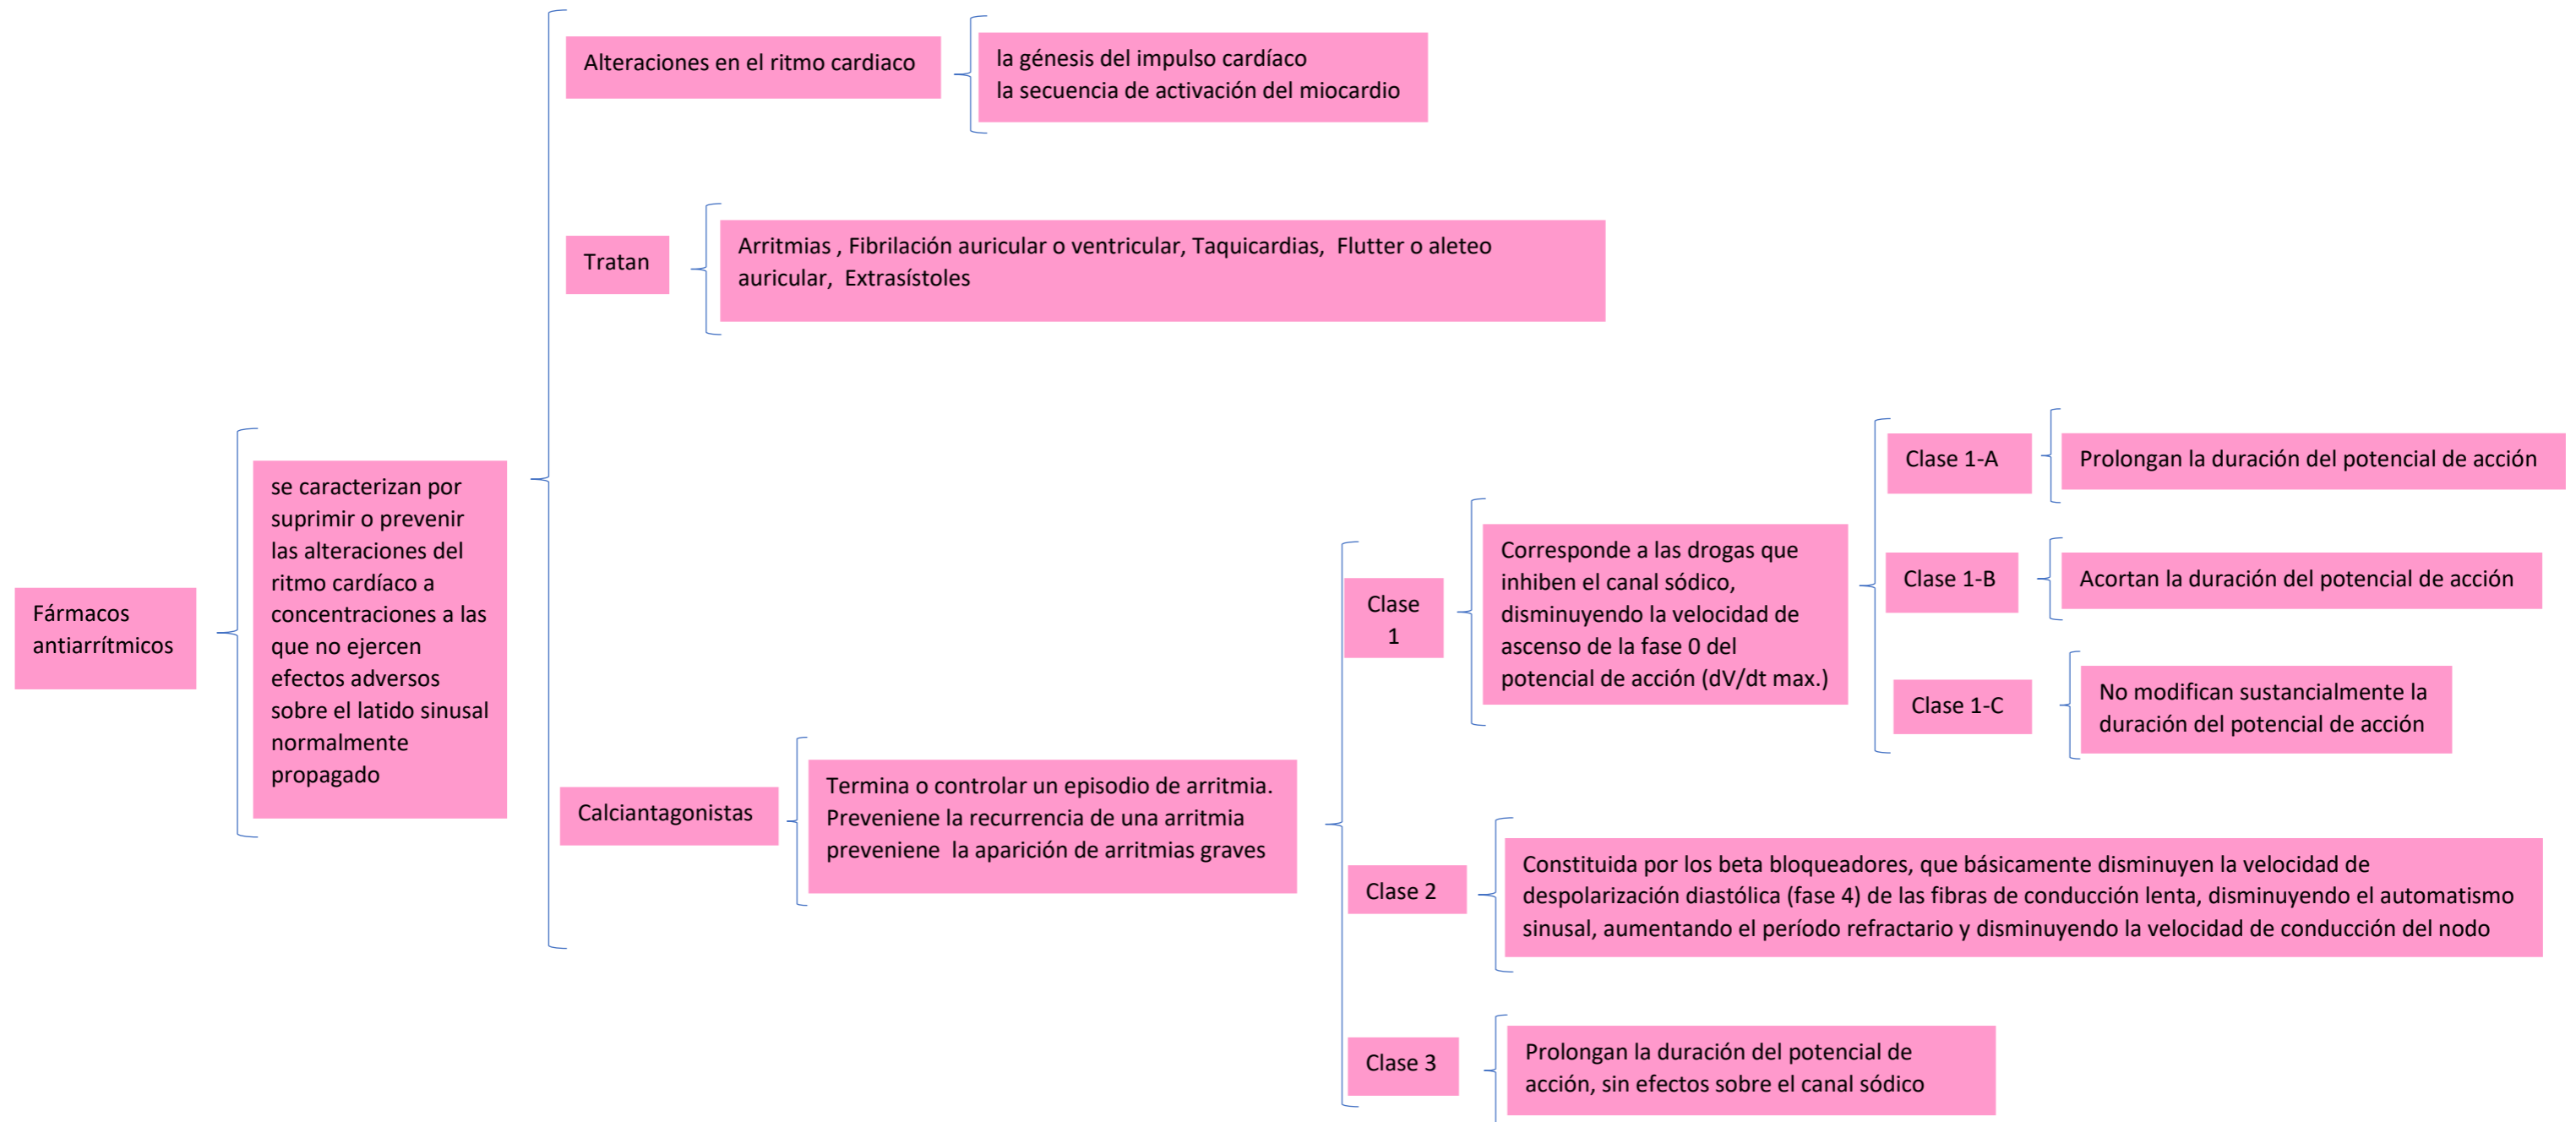 Fármacos
antiarrítmicos
se caracterizan por
suprimir o prevenir
las alteraciones del
ritmo cardíaco a
concentraciones a las
que no ejercen
efectos adversos
sobre el latido sinusal
normalmente
propagado
Alteraciones en el ritmo cardiaco
la génesis del impulso cardíaco
la secuencia de activación del miocardio
Tratan
Arritmias , Fibrilación auricular o ventricular, Taquicardias, Flutter o aleteo
auricular, Extrasístoles
Calciantagonistas
Termina o controlar un episodio de arritmia.
Preveniene la recurrencia de una arritmia
preveniene la aparición de arritmias graves
Clase
1
Corresponde a las drogas que
inhiben el canal sódico,
disminuyendo la velocidad de
ascenso de la fase 0 del
potencial de acción (dV/dt max.)
Clase 1-A
Prolongan la duración del potencial de acción
Clase 1-B
Acortan la duración del potencial de acción
Clase 1-C
No modifican sustancialmente la
duración del potencial de acción
Clase 2
Constituida por los beta bloqueadores, que básicamente disminuyen la velocidad de
despolarización diastólica (fase 4) de las fibras de conducción lenta, disminuyendo el automatismo
sinusal, aumentando el período refractario y disminuyendo la velocidad de conducción del nodo
Clase 3
Prolongan la duración del potencial de
acción, sin efectos sobre el canal sódico